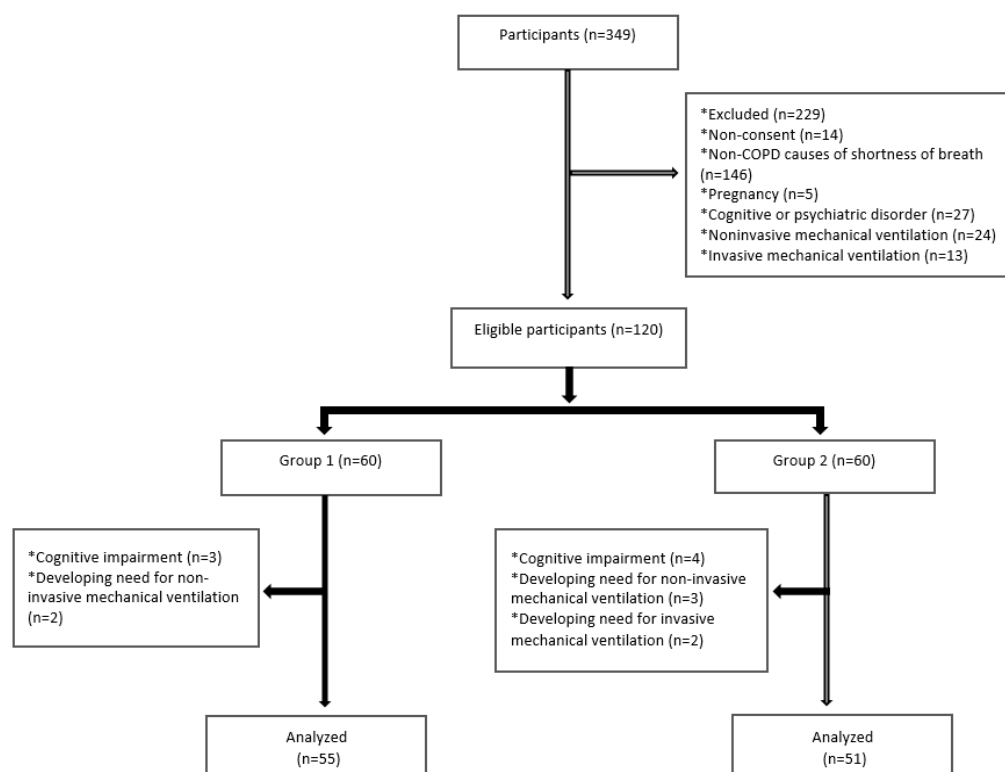 Participants (n=349)
*Excluded (n=229)
*Non-consent (n=14)
*Non-COPD causes of shortness of breath
(n=146)
*Pregnancy (n=5)
*Cognitive or psychiatric disorder (n=27)
*Noninvasive mechanical ventilation (n=24)
*Invasive mechanical ventilation (n=13)
Eligible participants (n=120)
Group 1 (n=60)
Group 2 (n=60)
*Cognitive impairment (n=3)
*Developing need for non-
invasive mechanical ventilation
(n=2)
*Cognitive impairment (n=4)
*Developing need for non-invasive
mechanical ventilation (n=3)
*Developing need for invasive
mechanical ventilation (n=2)
Analyzed
(n=55)
Analyzed
(n=51)